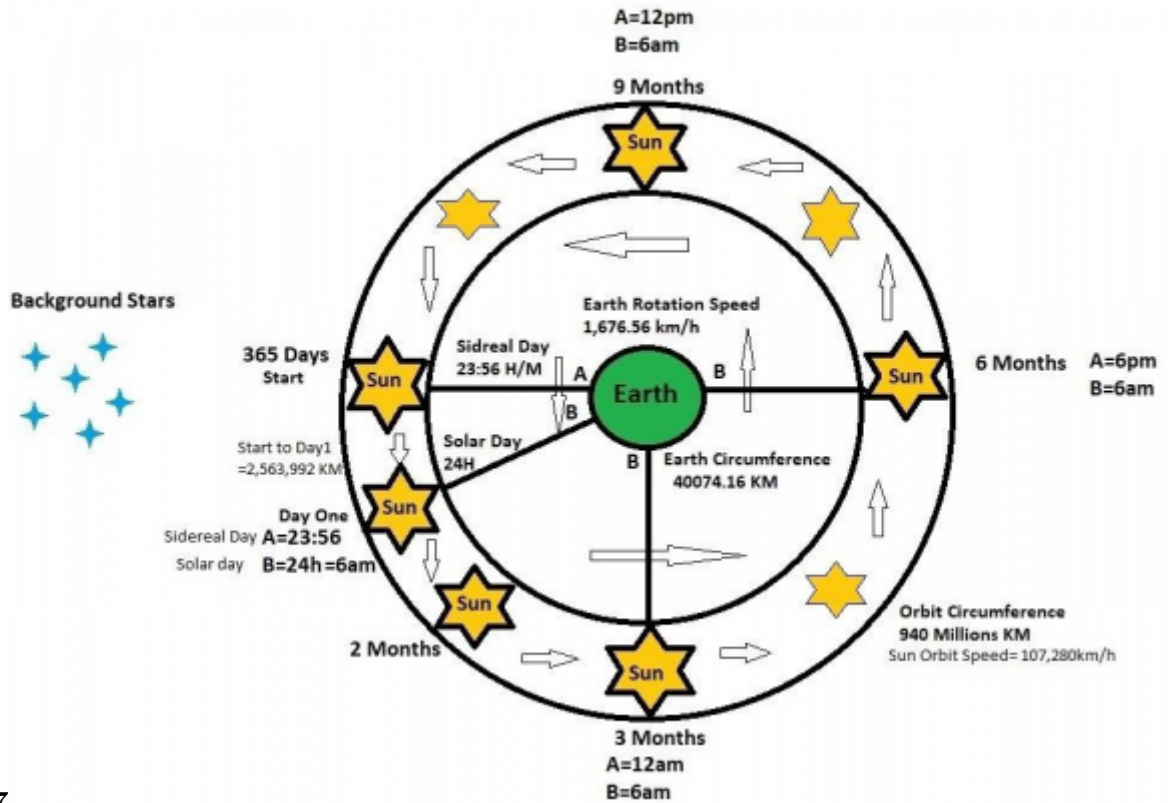 A=12pm
B=6am
9 Months
Sun
Background Stars
Earth Rotation Speed
1,676.56 km/h
365 Days
Start
Sun
Sidreal Day
23:56 H/M
A
B
Earth
B
Sun
6 Months
A=6pm
B=6am
Solar Day
24H
B
Earth Circumference
40074.16 KM
Start to Day1
=2,563,992 KM
Sun
Day One
Sidereal Day A=23:56
Solar day B=24h=6am
Sun
2 Months
Orbit Circumference
940 Millions KM
Sun Orbit Speed= 107,280km/h
Sun
3 Months
A=12am
B=6am